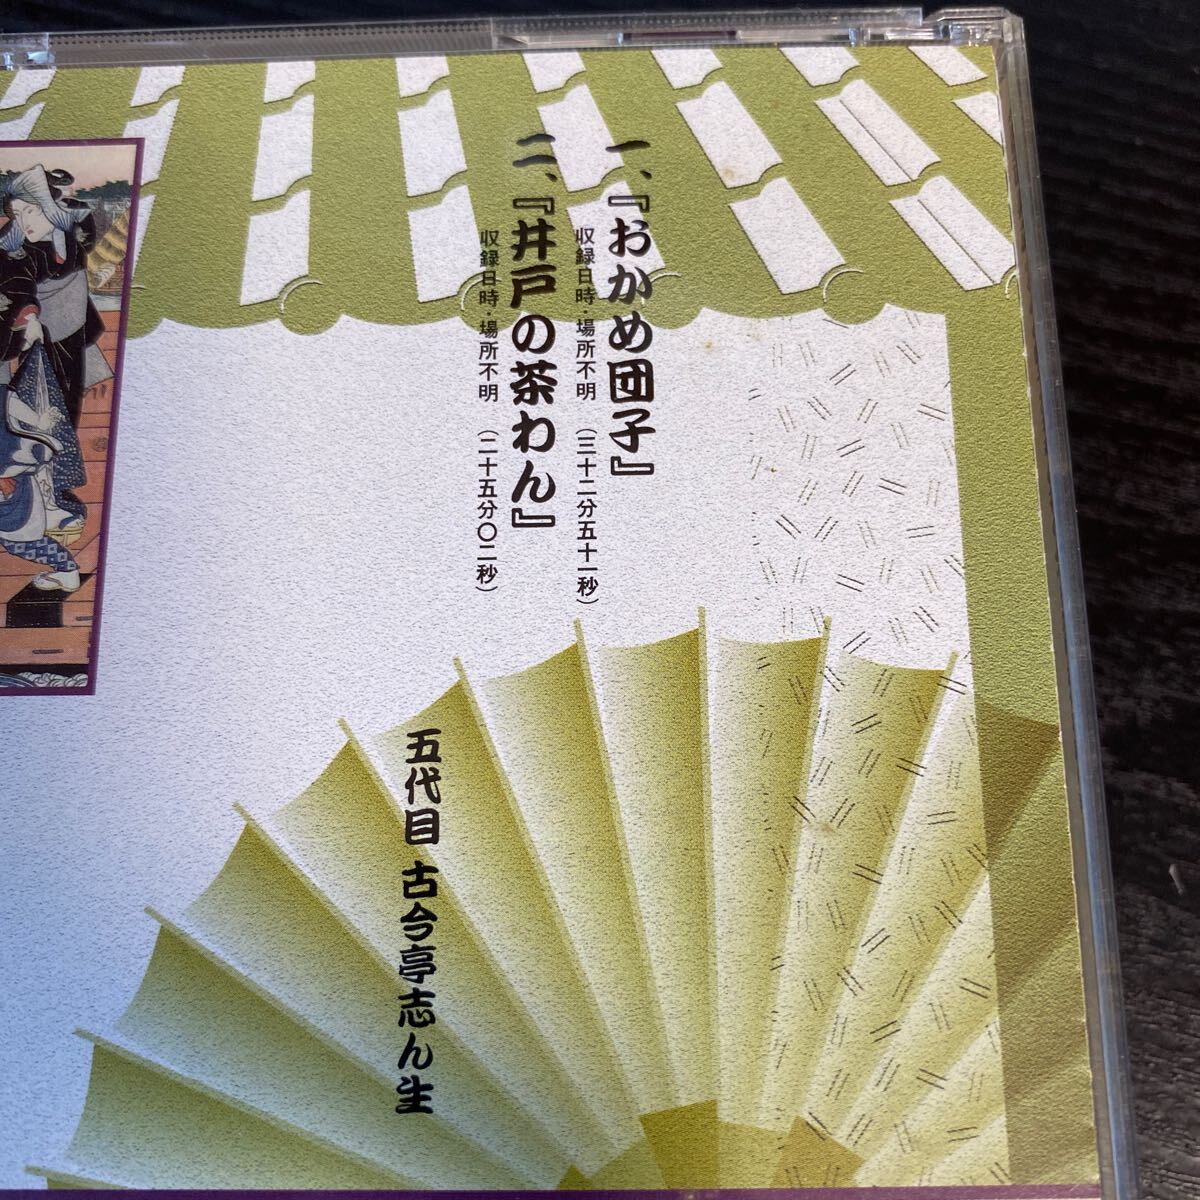 一、『おかめ団子』
収録日時・場所不明 （三十二分五十一秒）
二、『井戸の茶わん』
収録日時・場所不明 （二十五分〇二秒）
五代目 古今亭志ん生